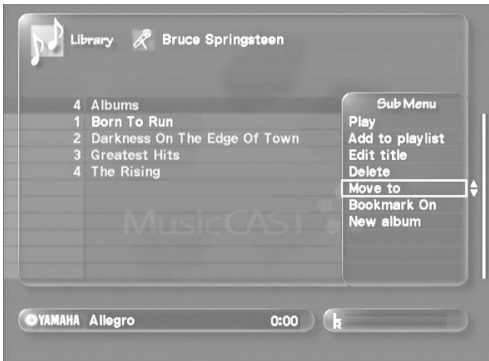 Library Bruce Springsteen
4 Albums
1 Born To Run
2 Darkness On The Edge Of Town
3 Greatest Hits
4 The Rising
Sub Menu
Play
Add to playlist
Edit title
Delete
Move to
Bookmark On
New album
MusicCAST
YAMAHA Allegro 0:00